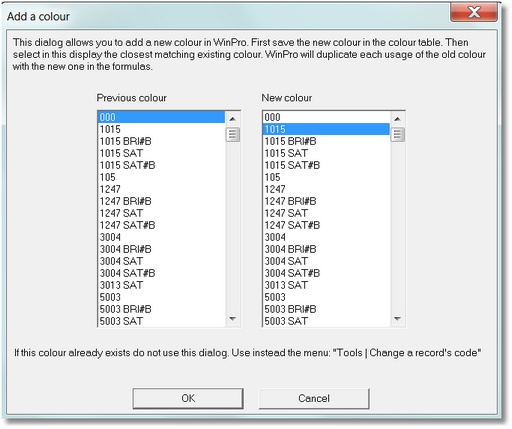 Add a colour
This dialog allows you to add a new colour in WinPro. First save the new colour in the colour table. Then
select in this display the closest matching existing colour. WinPro will duplicate each usage of the old colour
with the new one in the formulas.
Previous colour
000
1015
1015 BRI#B
1015 SAT
1015 SAT#B
105
1247
1247 BRI#B
1247 SAT
1247 SAT#B
3004
3004 BRI#B
3004 SAT
3004 SAT#B
3013 SAT
5003
5003 BRI#B
5003 SAT
New colour
000
1015
1015 BRI#B
1015 SAT
1015 SAT#B
105
1247
1247 BRI#B
1247 SAT
1247 SAT#B
3004
3004 BRI#B
3004 SAT
3004 SAT#B
3013 SAT
5003
5003 BRI#B
5003 SAT
If this colour already exists do not use this dialog. Use instead the menu: "Tools | Change a record's code"
OK
Cancel